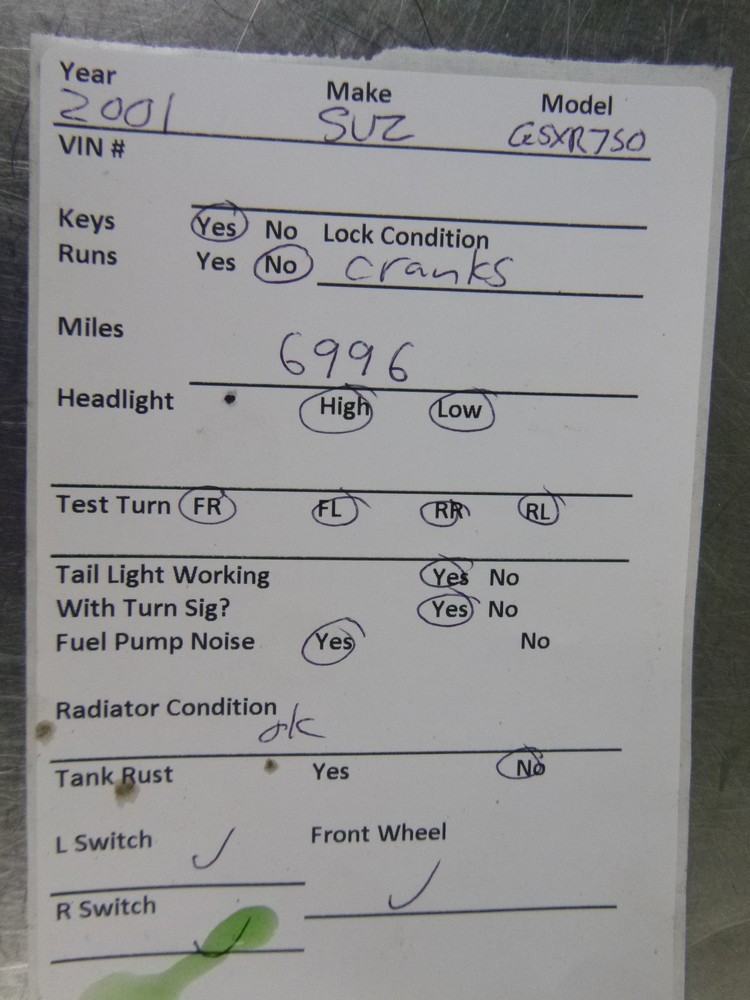 Year Make Model
2001 SUZ GSXR750
VIN #
Keys Yes No Lock Condition
Runs Yes No cranks
Miles
6996
Headlight High Low
Test Turn FR FL RR RL
Tail Light Working Yes No
With Turn Sig? Yes No
Fuel Pump Noise Yes No
Radiator Condition
ok
Tank Rust Yes No
L Switch Front Wheel
R Switch